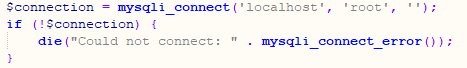 $connection = mysqli_connect('localhost', 'root', '');
if (!$connection) {
    die("Could not connect: " . mysqli_connect_error());
}